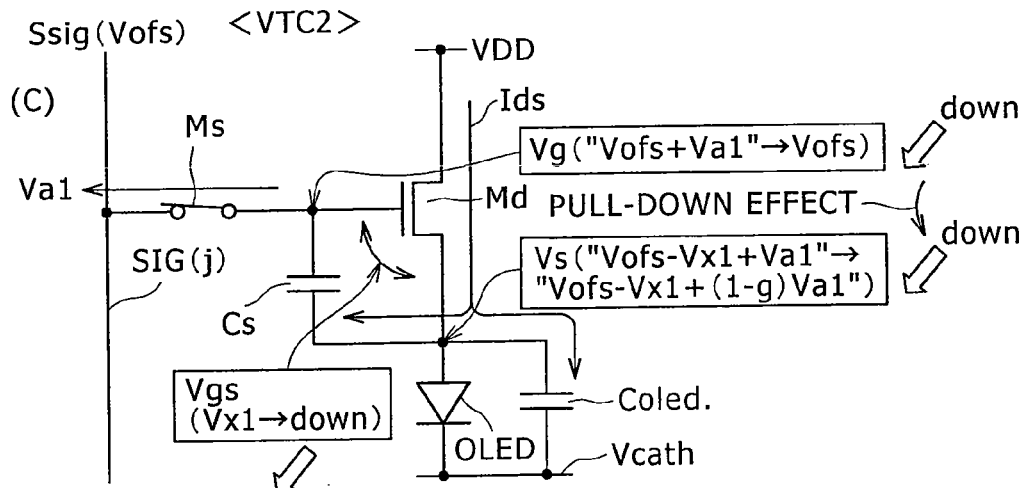 Ssig(Vofs)
<VTC2>
VDD
(C)
Ids
down
Ms
Vg("Vofs+Va1"→Vofs)
Va1
Md
PULL-DOWN EFFECT
down
SIG(j)
Vs("Vofs-Vx1+Va1"→
"Vofs-Vx1+(1-g)Va1")
Cs
Vgs
(Vx1→down)
Coled.
OLED
Vcath